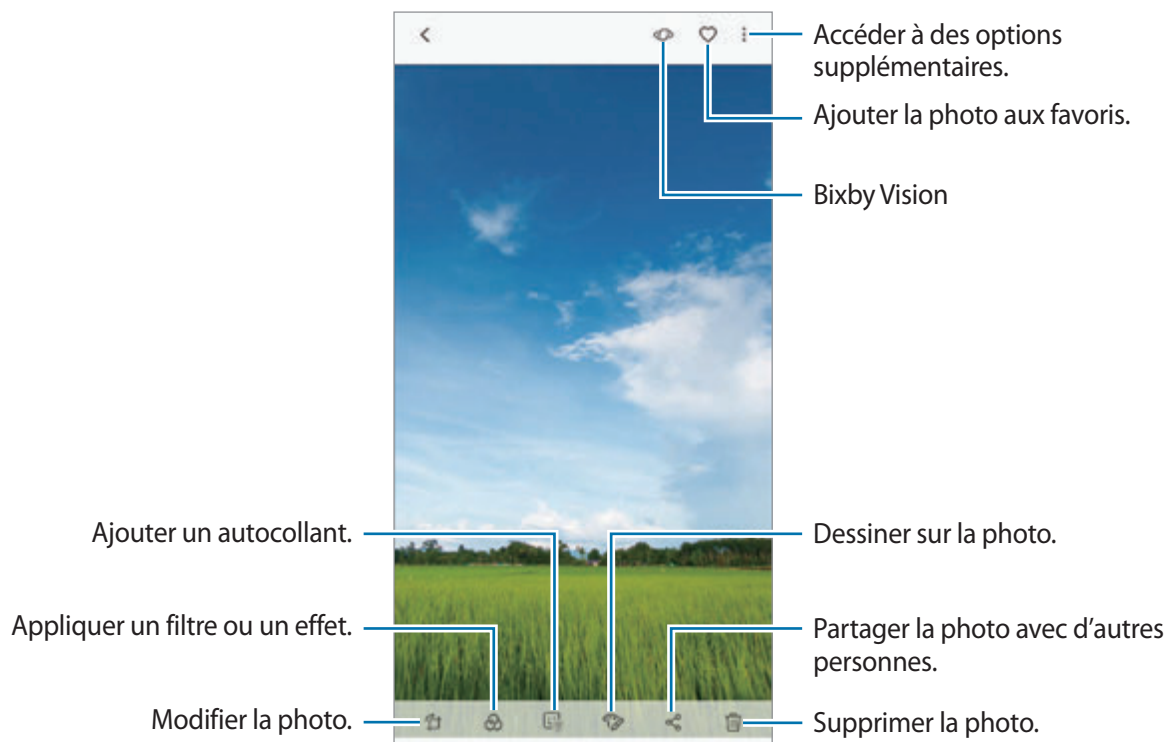 Accéder à des options
supplémentaires.
Ajouter la photo aux favoris.
Bixby Vision
Ajouter un autocollant.
Dessiner sur la photo.
Appliquer un filtre ou un effet.
Partager la photo avec d’autres
personnes.
Modifier la photo.
Supprimer la photo.